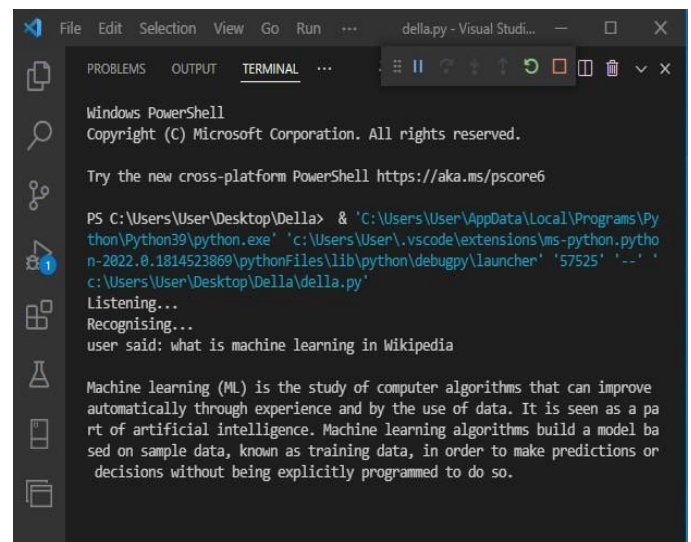 File Edit Selection View Go Run ··· della.py - Visual Studi...
PROBLEMS OUTPUT TERMINAL ···
Windows PowerShell
Copyright (C) Microsoft Corporation. All rights reserved.
Try the new cross-platform PowerShell https://aka.ms/pscore6
PS C:\Users\User\Desktop\Della>  & 'C:\Users\User\AppData\Local\Programs\Py
thon\Python39\python.exe' 'c:\Users\User\.vscode\extensions\ms-python.pytho
n-2022.0.1814523869\pythonFiles\lib\python\debugpy\launcher' '57525' '--' '
c:\Users\User\Desktop\Della\della.py'
Listening...
Recognising...
user said: what is machine learning in Wikipedia
Machine learning (ML) is the study of computer algorithms that can improve
automatically through experience and by the use of data. It is seen as a pa
rt of artificial intelligence. Machine learning algorithms build a model ba
sed on sample data, known as training data, in order to make predictions or
 decisions without being explicitly programmed to do so.
1